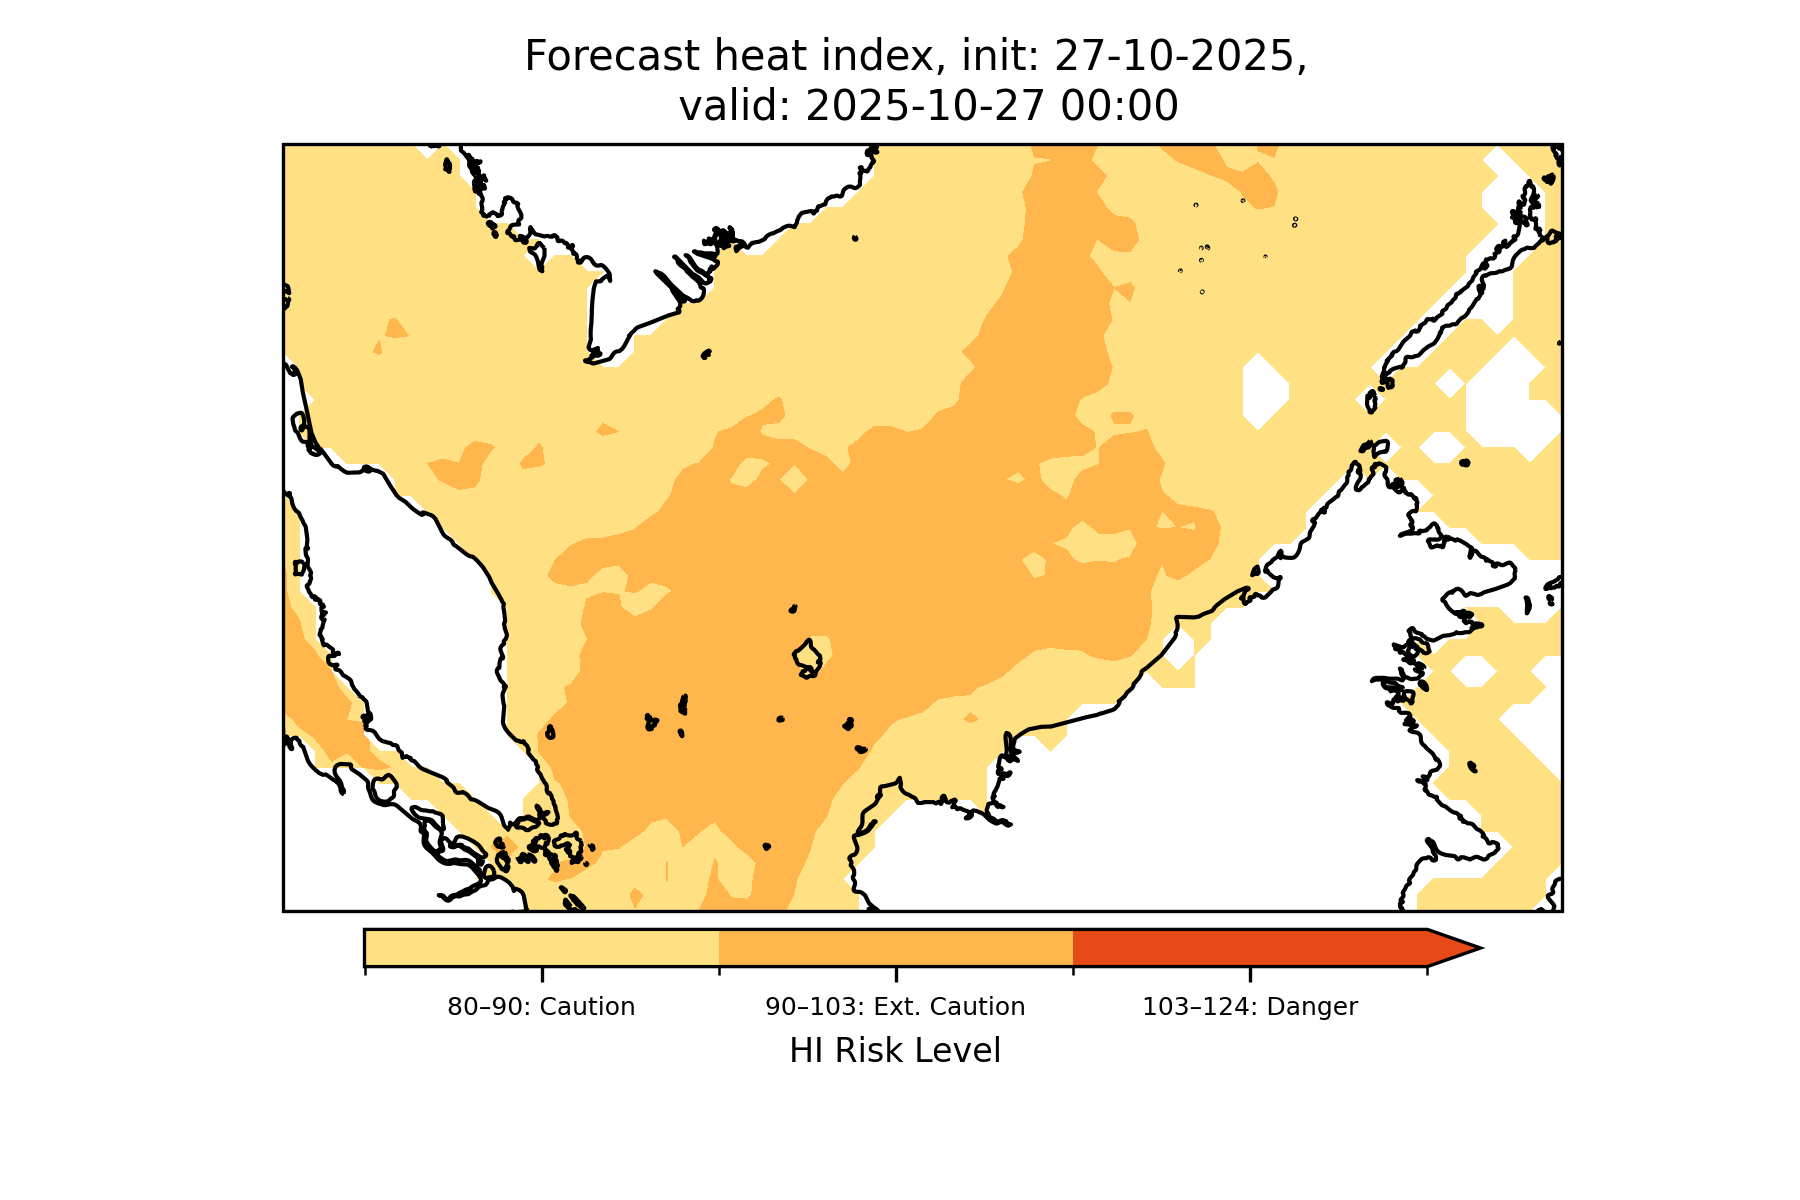 Forecast heat index, init: 27-10-2025,
valid: 2025-10-27 00:00
80–90: Caution
90–103: Ext. Caution
103–124: Danger
HI Risk Level